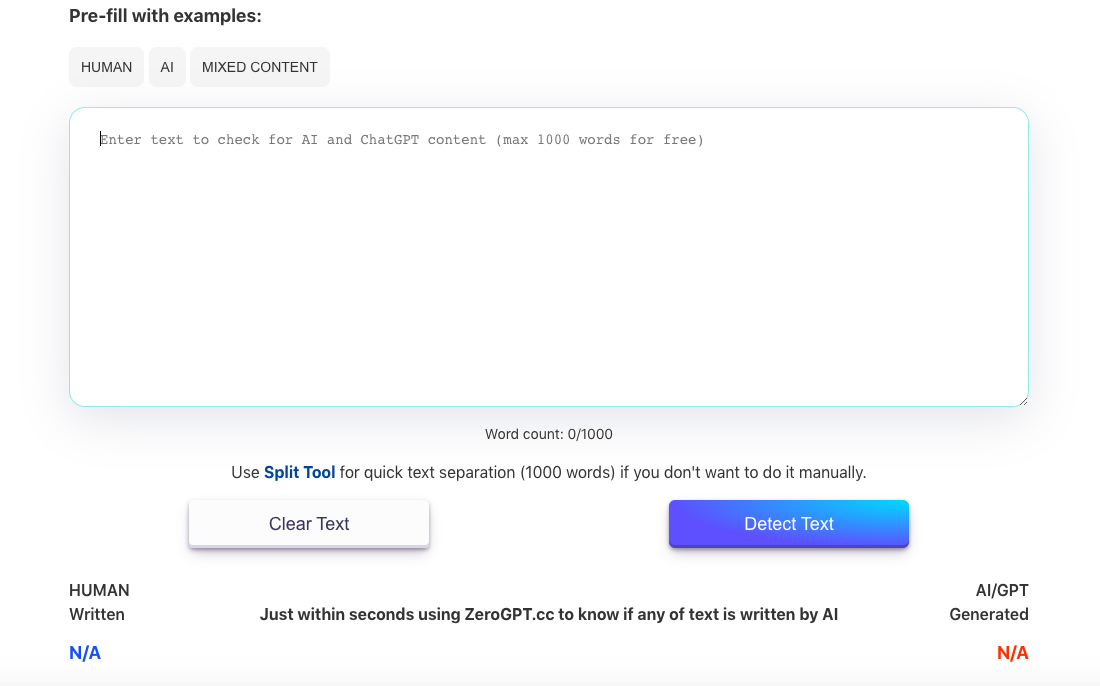 Pre-fill with examples:
HUMAN AI MIXED CONTENT
Enter text to check for AI and ChatGPT content (max 1000 words for free)
Word count: 0/1000
Use Split Tool for quick text separation (1000 words) if you don't want to do it manually.
Clear Text Detect Text
HUMAN AI/GPT
Written Just within seconds using ZeroGPT.cc to know if any of text is written by AI Generated
N/A N/A